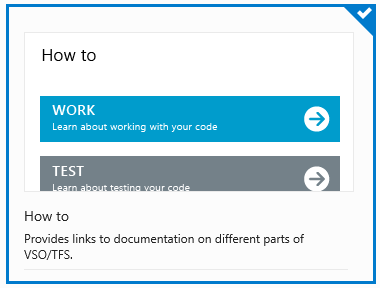 How to
WORK
Learn about working with your code
TEST
Learn about testing your code
How to
Provides links to documentation on different parts of
VSO/TFS.